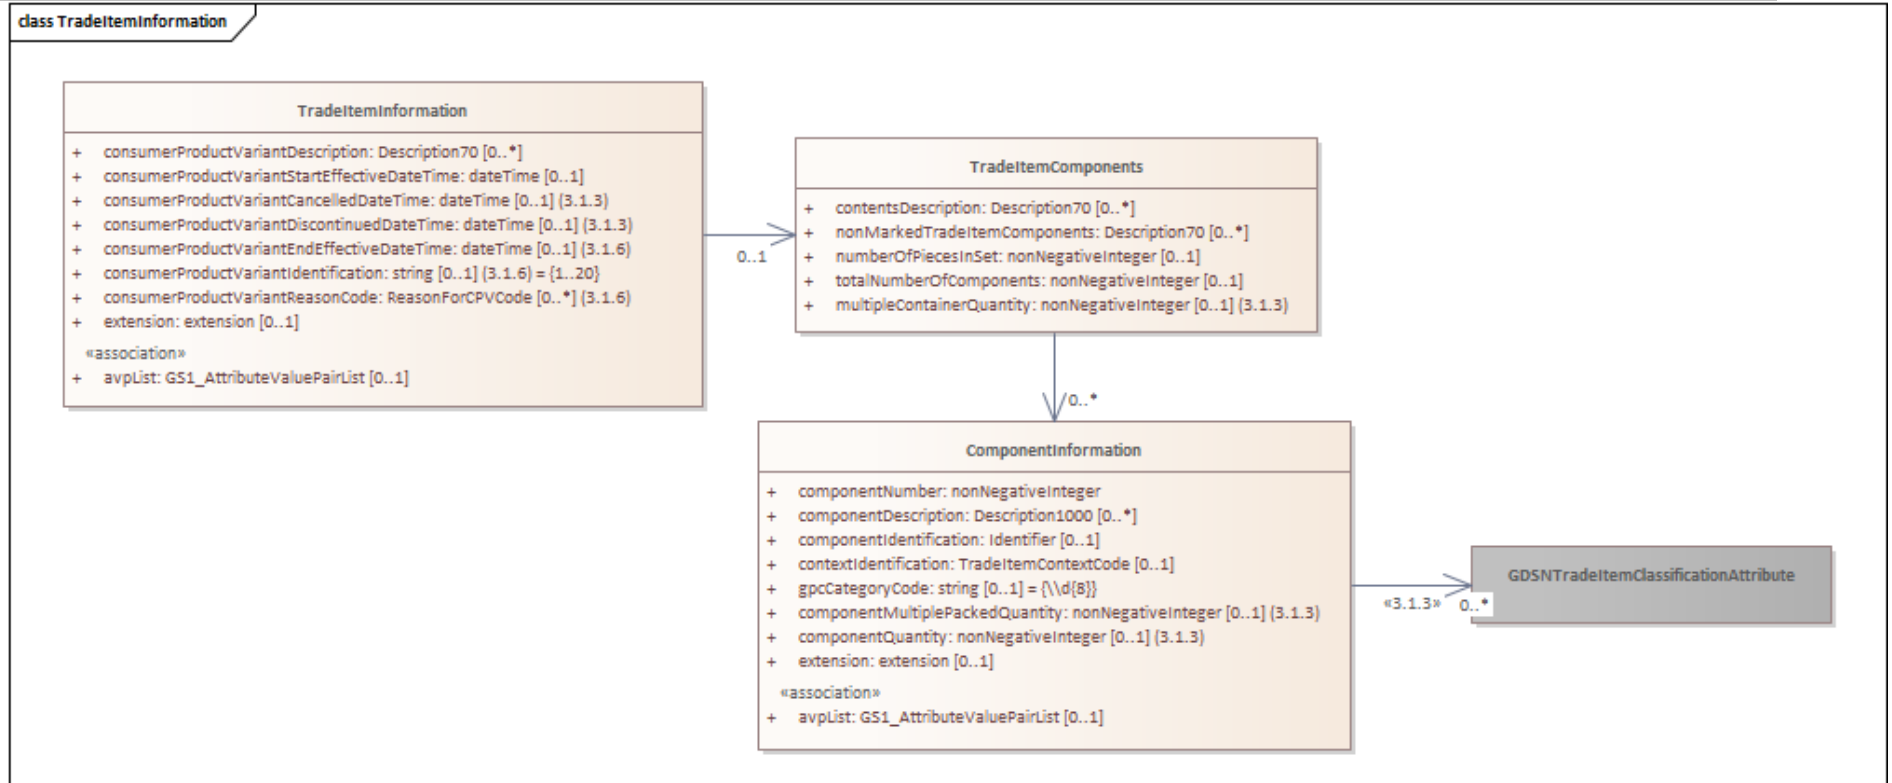 class TradeItemInformation
TradeItemInformation
+ consumerProductVariantDescription: Description70 [0..*]
+ consumerProductVariantStartEffectiveDateTime: dateTime [0..1]
+ consumerProductVariantCancelledDateTime: dateTime [0..1] (3.1.3)
+ consumerProductVariantDiscontinuedDateTime: dateTime [0..1] (3.1.3)
+ consumerProductVariantEndEffectiveDateTime: dateTime [0..1] (3.1.6)
+ consumerProductVariantIdentification: string [0..1] (3.1.6) = {1..20}
+ consumerProductVariantReasonCode: ReasonForCPVCode [0..*] (3.1.6)
+ extension: extension [0..1]
«association»
+ avpList: GS1_AttributeValuePairList [0..1]
0..1
TradeItemComponents
+ contentsDescription: Description70 [0..*]
+ nonMarkedTradeItemComponents: Description70 [0..*]
+ numberOfPiecesInSet: nonNegativeInteger [0..1]
+ totalNumberOfComponents: nonNegativeInteger [0..1]
+ multipleContainerQuantity: nonNegativeInteger [0..1] (3.1.3)
0..*
ComponentInformation
+ componentNumber: nonNegativeInteger
+ componentDescription: Description1000 [0..*]
+ componentIdentification: Identifier [0..1]
+ contextIdentification: TradeItemContextCode [0..1]
+ gpcCategoryCode: string [0..1] = {\\d{8}}
+ componentMultiplePackedQuantity: nonNegativeInteger [0..1] (3.1.3)
+ componentQuantity: nonNegativeInteger [0..1] (3.1.3)
+ extension: extension [0..1]
«association»
+ avpList: GS1_AttributeValuePairList [0..1]
«3.1.3» 0..*
GDSNTradeItemClassificationAttribute